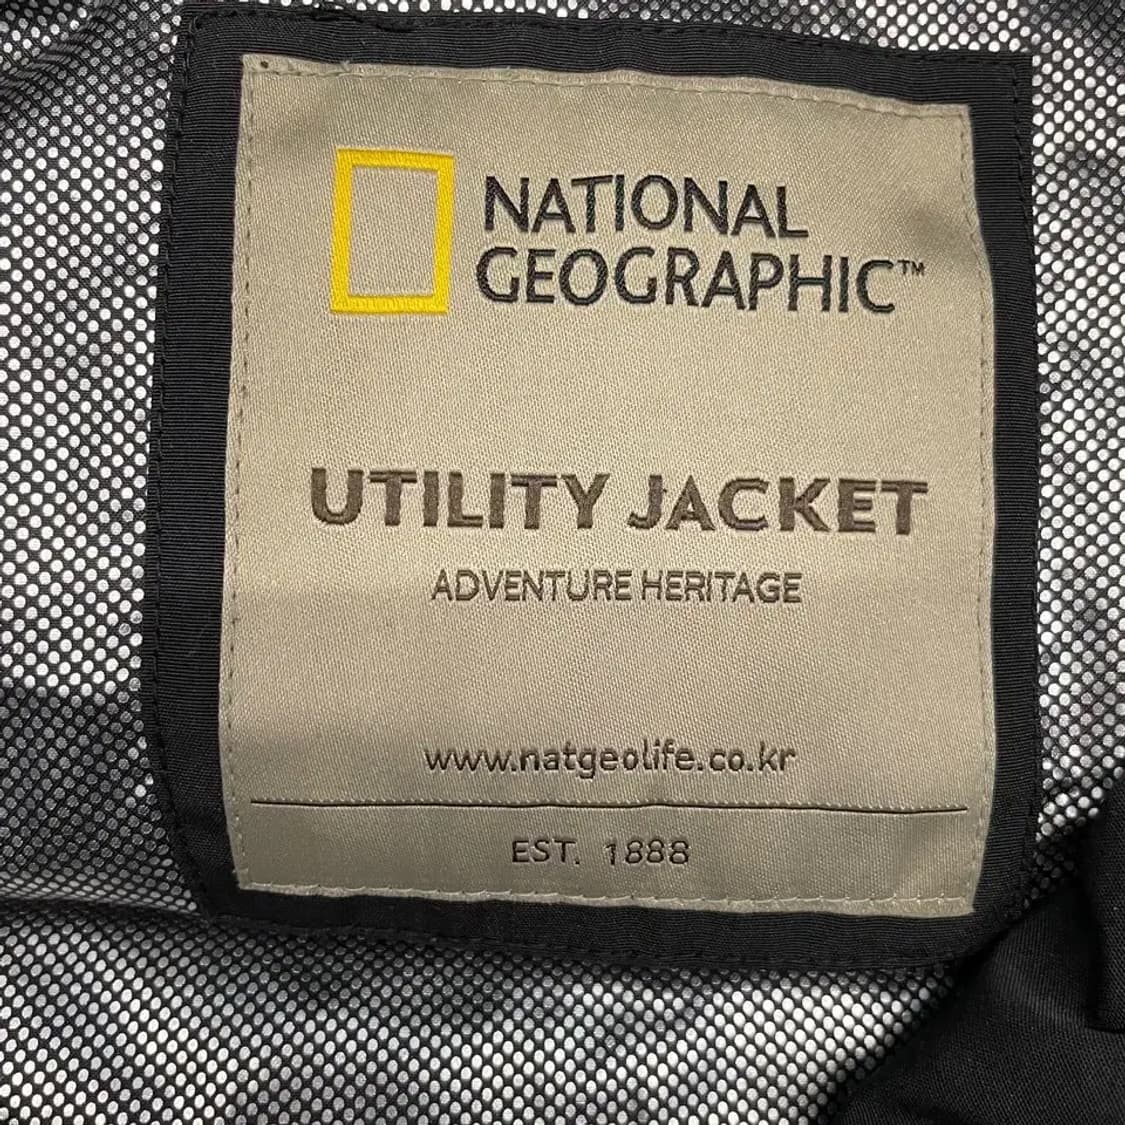 NATIONAL
GEOGRAPHIC™
UTILITY JACKET
ADVENTURE HERITAGE
www.natgeolife.co.kr
EST. 1888